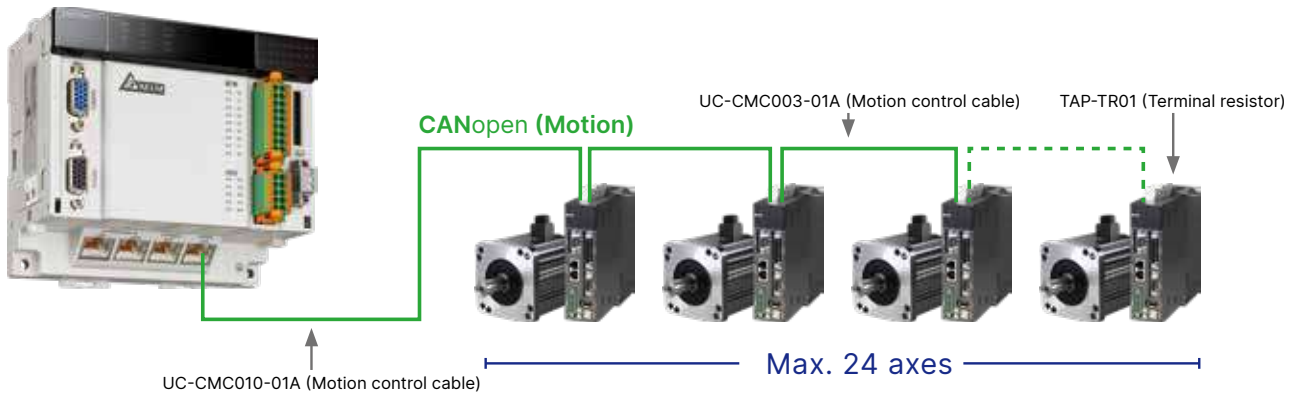 UC-CMC003-01A (Motion control cable)
TAP-TR01 (Terminal resistor)
CANopen (Motion)
Max. 24 axes
UC-CMC010-01A (Motion control cable)